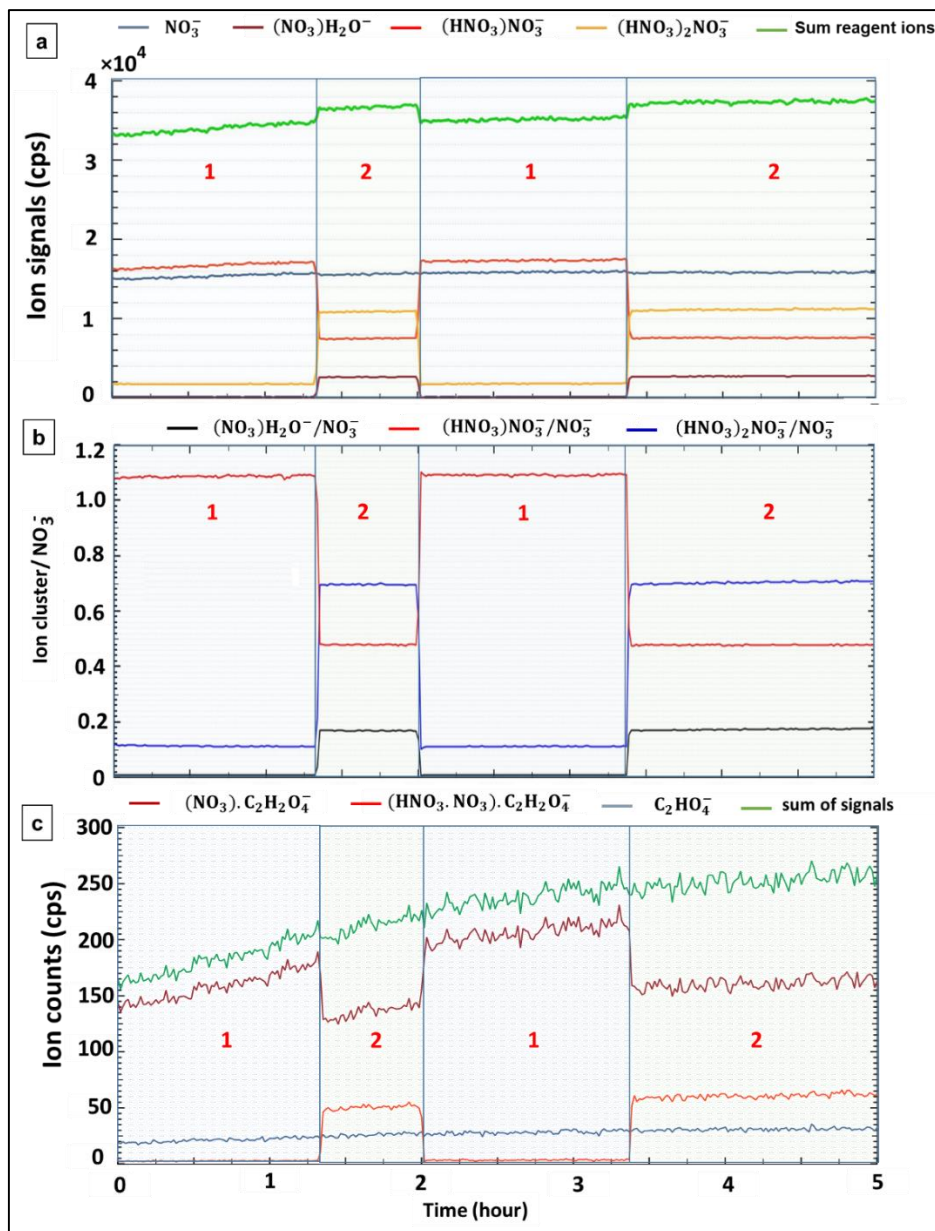 a
NO₃⁻ (NO₃)H₂O⁻ (HNO₃)NO₃⁻ (HNO₃)₂NO₃⁻ Sum reagent ions
×10⁴
Ion signals (cps)
4
3
2
1
0
1 2 1 2
b
(NO₃)H₂O⁻/NO₃⁻ (HNO₃)NO₃⁻/NO₃⁻ (HNO₃)₂NO₃⁻/NO₃⁻
Ion cluster/ NO₃⁻
1.2
1.0
0.8
0.6
0.4
0.2
0
1 2 1 2
c
(NO₃).C₂H₂O₄⁻ (HNO₃.NO₃).C₂H₂O₄⁻ C₂HO₄⁻ sum of signals
Ion counts (cps)
300
250
200
150
100
50
0
1 2 1 2
0 1 2 3 4 5
Time (hour)